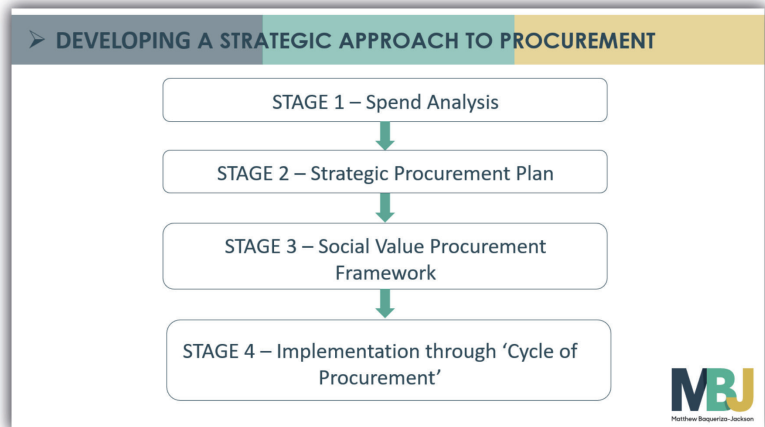 ➢ DEVELOPING A STRATEGIC APPROACH TO PROCUREMENT
STAGE 1 – Spend Analysis
STAGE 2 – Strategic Procurement Plan
STAGE 3 – Social Value Procurement
Framework
STAGE 4 – Implementation through ‘Cycle of
Procurement’
MBJ
Matthew Baqueriza-Jackson